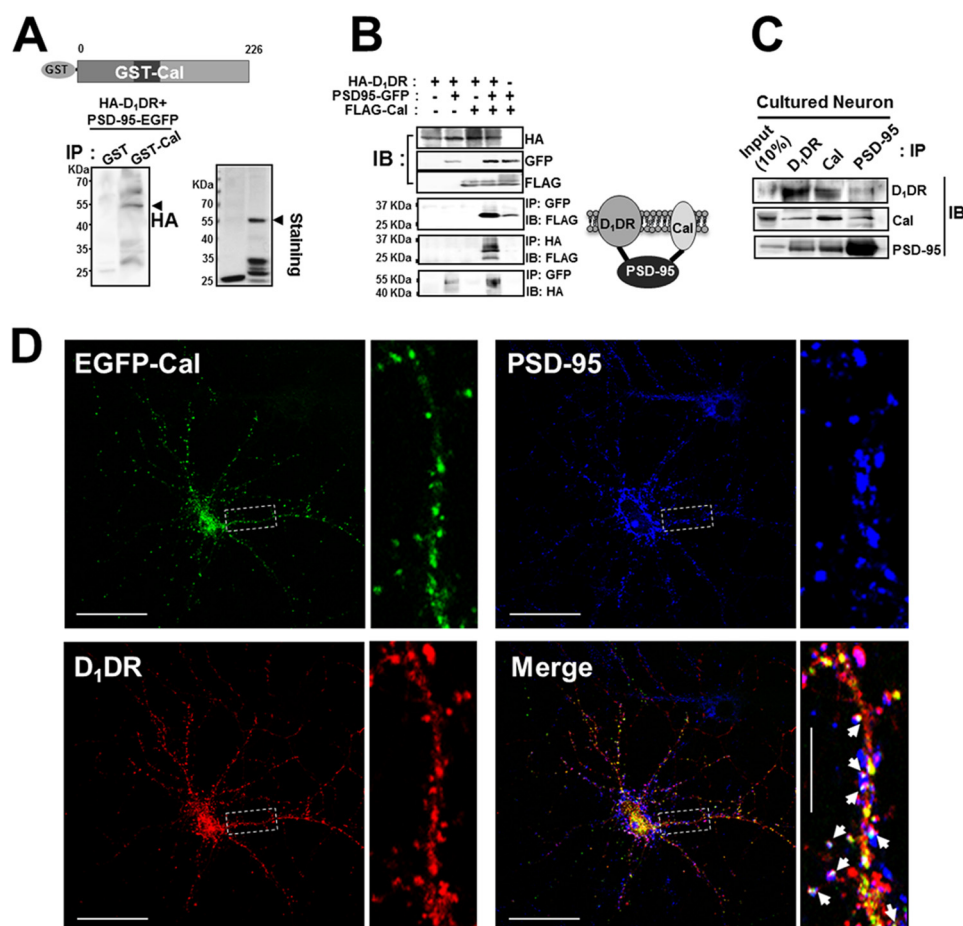 A
0 226
GST GST-Cal
HA-D₁DR+
PSD-95-EGFP
IP : GST GST-Cal
KDa
70
55
40
35
25
HA
KDa
70
55
40
35
25
Staining
B
HA-D₁DR : + + + + -
PSD95-GFP : - + - + +
FLAG-Cal : - - + + +
IB :
HA
GFP
FLAG
37 KDa
25 KDa
IP: GFP
IB: FLAG
37 KDa
25 KDa
IP: HA
IB: FLAG
55 KDa
40 KDa
IP: GFP
IB: HA
D₁DR Cal
PSD-95
C
Cultured Neuron
Input (10%) D₁DR Cal PSD-95 : IP
D₁DR
Cal
PSD-95
IB
D
EGFP-Cal
PSD-95
D₁DR
Merge